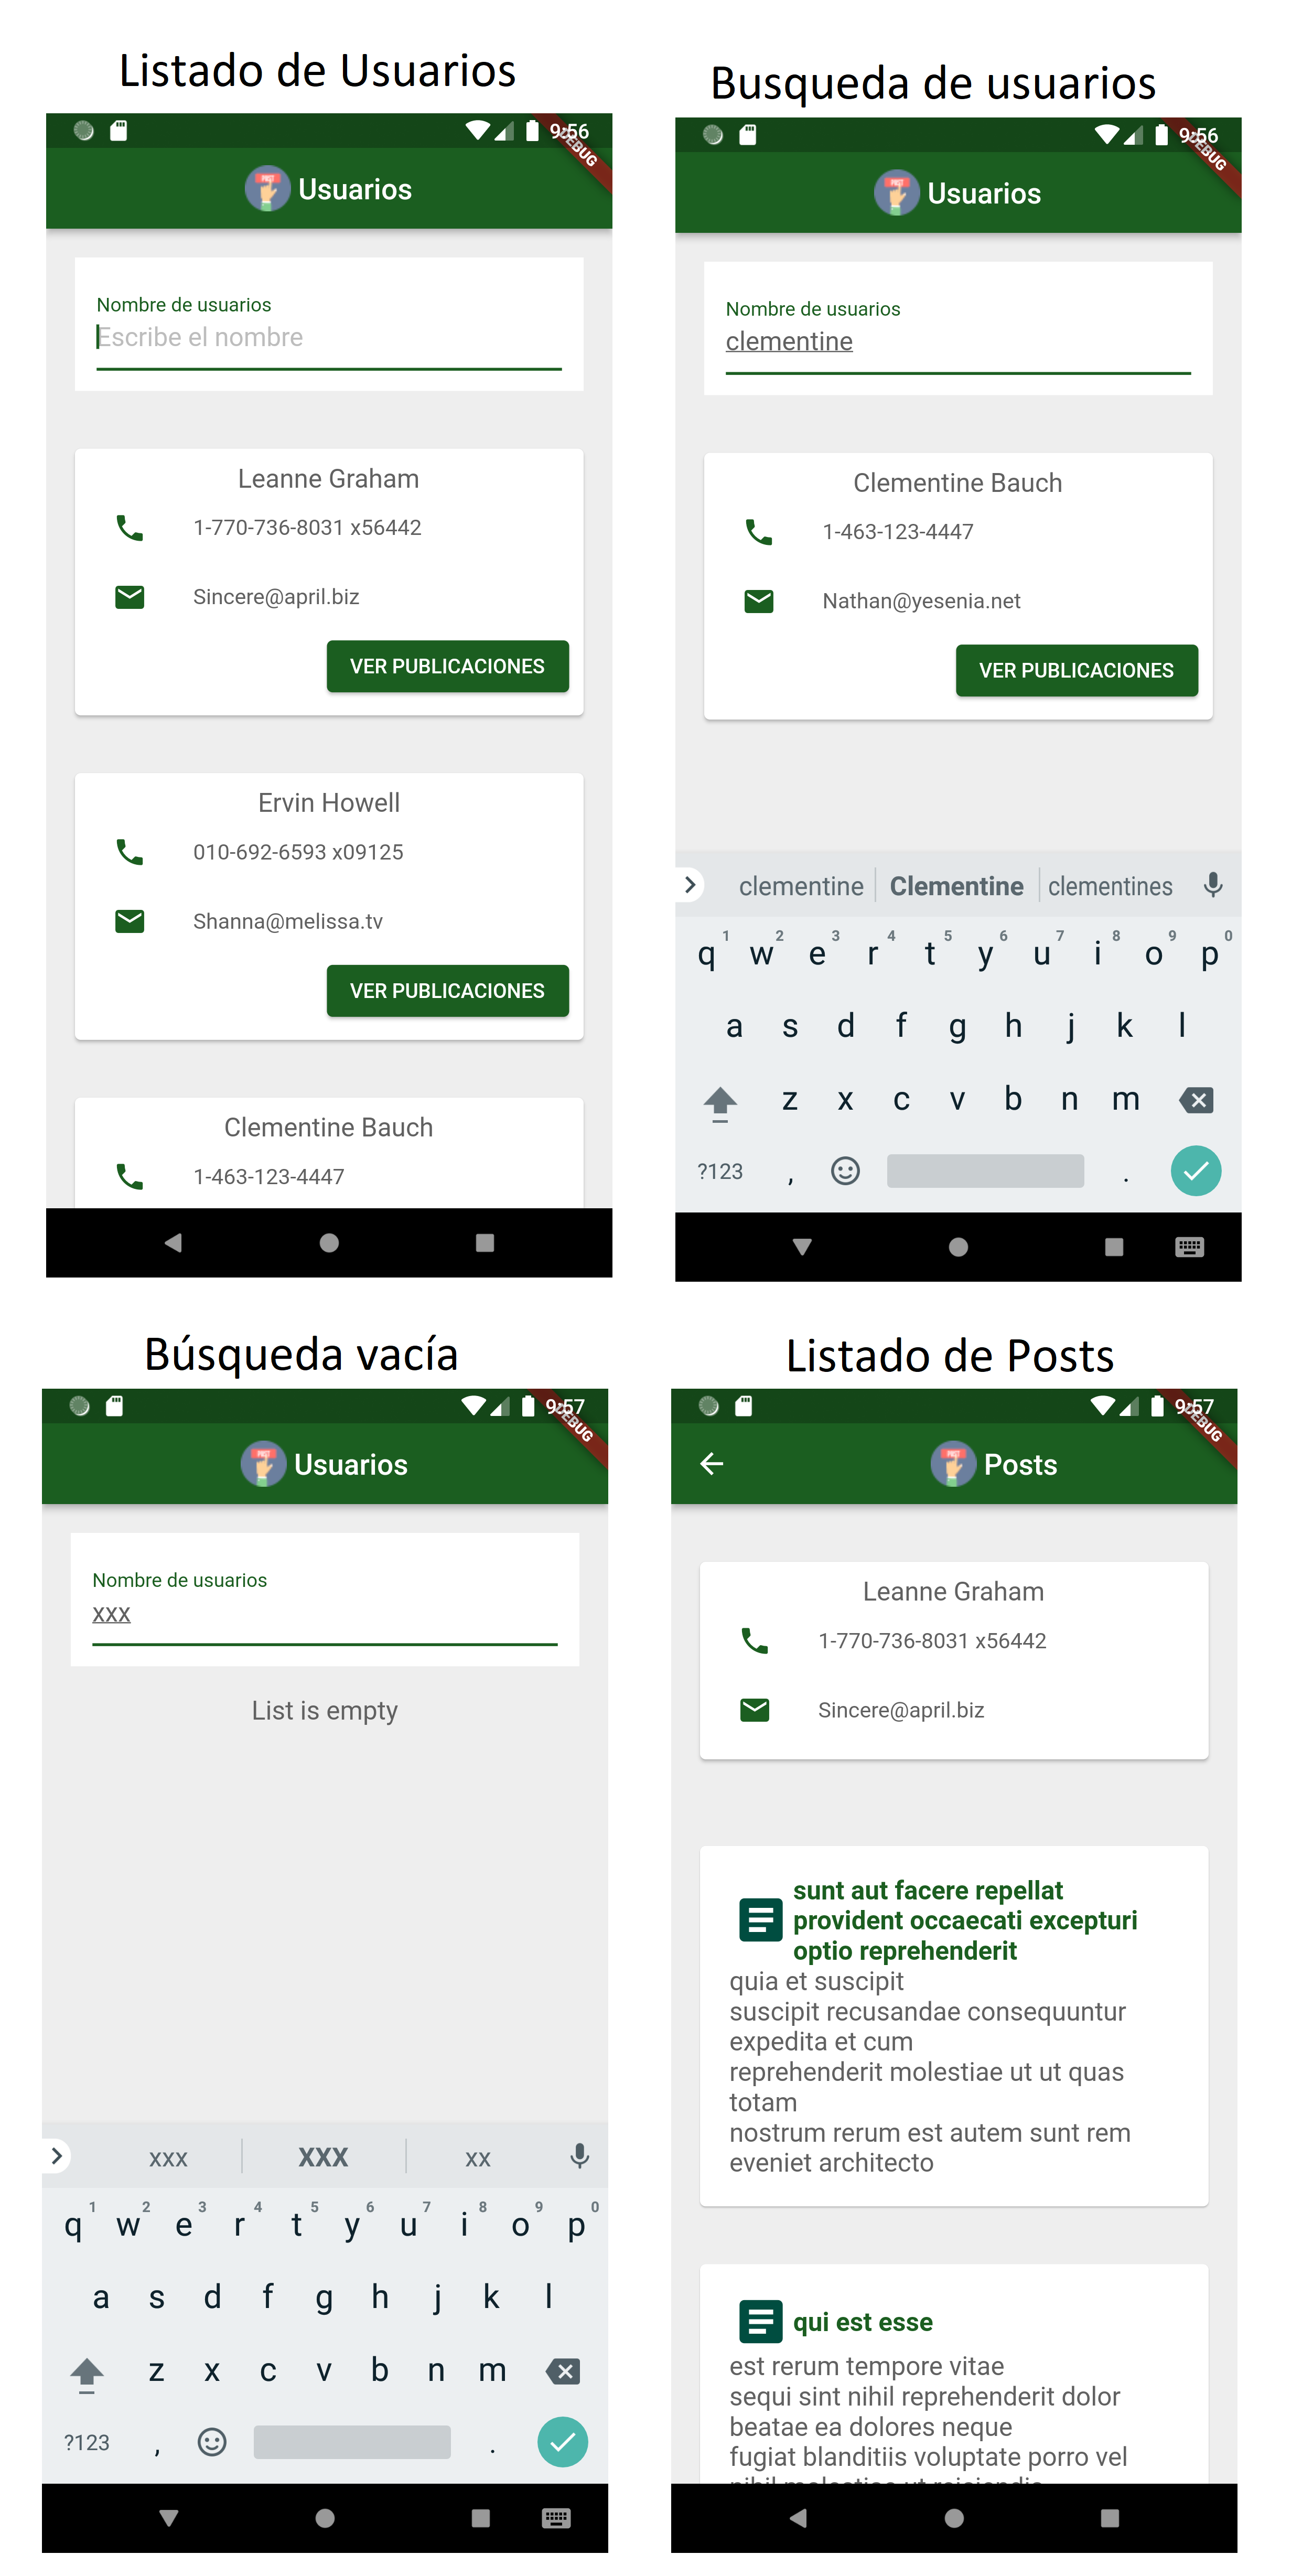 Listado de Usuarios
9:56
DEBUG
POST
Usuarios
Nombre de usuarios
Escribe el nombre
Leanne Graham
1-770-736-8031 x56442
Sincere@april.biz
VER PUBLICACIONES
Ervin Howell
010-692-6593 x09125
Shanna@melissa.tv
VER PUBLICACIONES
Clementine Bauch
1-463-123-4447
Busqueda de usuarios
9:56
DEBUG
POST
Usuarios
Nombre de usuarios
clementine
Clementine Bauch
1-463-123-4447
Nathan@yesenia.net
VER PUBLICACIONES
clementine Clementine clementines
q 1 w 2 e 3 r 4 t 5 y 6 u 7 i 8 o 9 p 0
a s d f g h j k l
z x c v b n m
?123 , .
Búsqueda vacía
9:57
DEBUG
POST
Usuarios
Nombre de usuarios
xxx
List is empty
xxx XXX xx
q 1 w 2 e 3 r 4 t 5 y 6 u 7 i 8 o 9 p 0
a s d f g h j k l
z x c v b n m
?123 , .
Listado de Posts
9:57
DEBUG
POST
Posts
Leanne Graham
1-770-736-8031 x56442
Sincere@april.biz
sunt aut facere repellat
provident occaecati excepturi
optio reprehenderit
quia et suscipit
suscipit recusandae consequuntur
expedita et cum
reprehenderit molestiae ut ut quas
totam
nostrum rerum est autem sunt rem
eveniet architecto
qui est esse
est rerum tempore vitae
sequi sint nihil reprehenderit dolor
beatae ea dolores neque
fugiat blanditiis voluptate porro vel